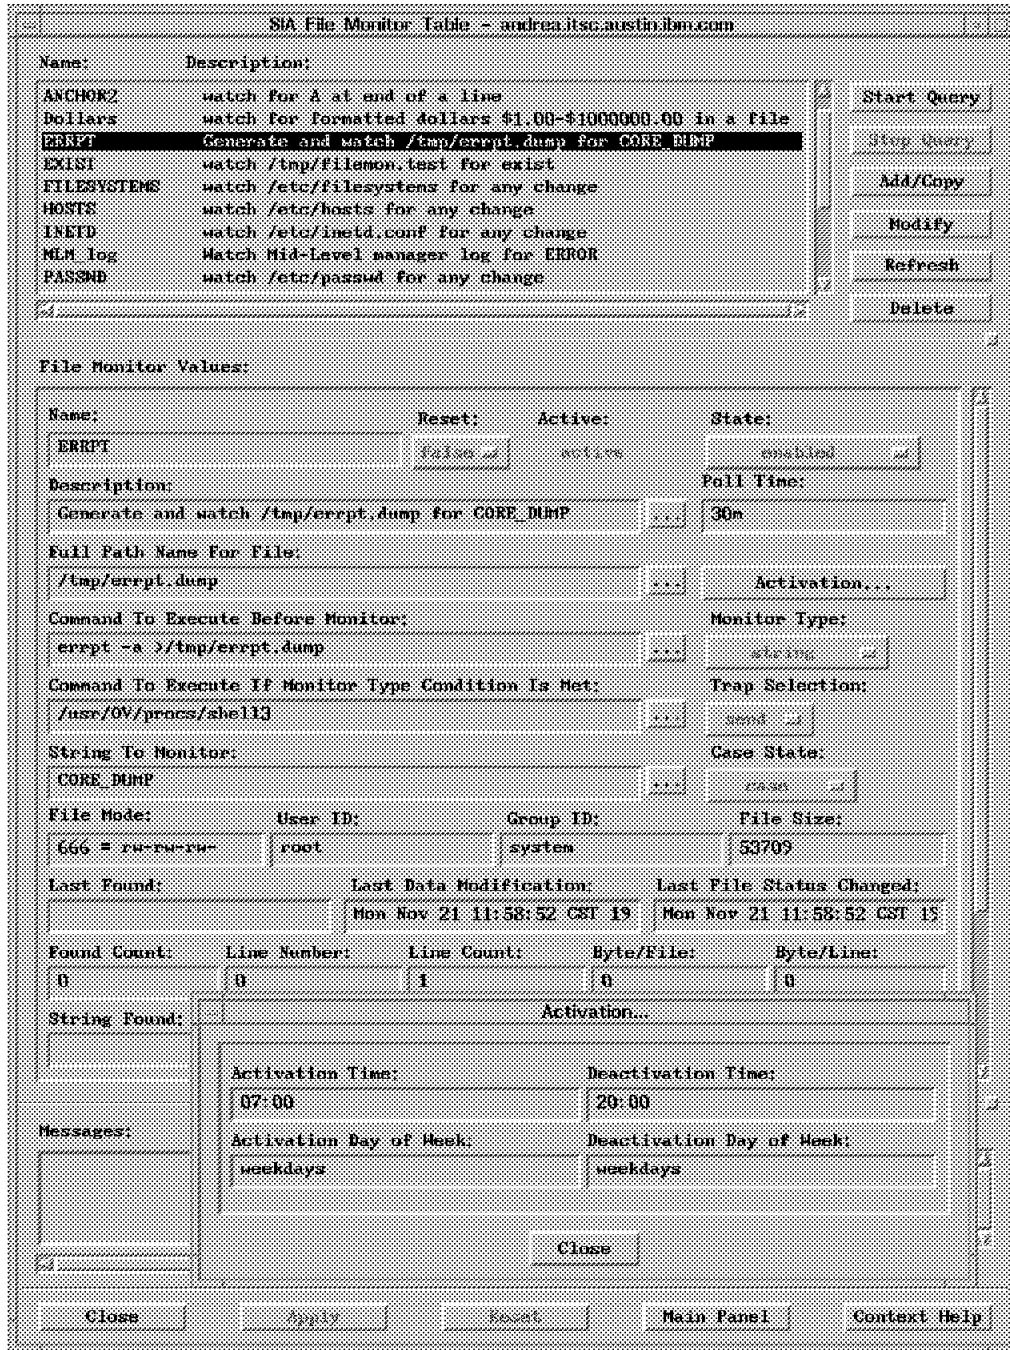 SIA File Monitor Table - andrea.itsc.austin.ibm.com
Name: Description:
ANCHOR2 watch for A at end of a line
Dollars watch for formatted dollars $1.00-$1000000.00 in a file
ERRPT Generate and watch /tmp/errpt.dump for CORE_DUMP
EXIST watch /tmp/filemon.test for exist
FILESYSTEMS watch /etc/filesystems for any change
HOSTS watch /etc/hosts for any change
INETD watch /etc/inetd.conf for any change
MLM_log Watch Mid-Level manager log for ERROR
PASSWD watch /etc/passwd for any change
Start Query
Stop Query
Add/Copy
Modify
Refresh
Delete
File Monitor Values:
Name: Reset: Active: State:
ERRPT False active enabled
Description: Poll Time:
Generate and watch /tmp/errpt.dump for CORE_DUMP ... 30m
Full Path Name For File:
/tmp/errpt.dump ... Activation...
Command To Execute Before Monitor: Monitor Type:
errpt -a >/tmp/errpt.dump ... string
Command To Execute If Monitor Type Condition Is Met: Trap Selection:
/usr/OV/procs/shell3 ... send
String To Monitor: Case State:
CORE_DUMP ... case
File Mode: User ID: Group ID: File Size:
666 = rw-rw-rw- root system 53709
Last Found: Last Data Modification: Last File Status Changed:
Mon Nov 21 11:58:52 CST 19 Mon Nov 21 11:58:52 CST 19
Found Count: Line Number: Line Count: Byte/File: Byte/Line:
0 0 1 0 0
String Found:
Activation...
Activation Time: Deactivation Time:
07:00 20:00
Activation Day of Week: Deactivation Day of Week:
weekdays weekdays
Close
Messages:
Close Apply Reset Main Panel Context Help